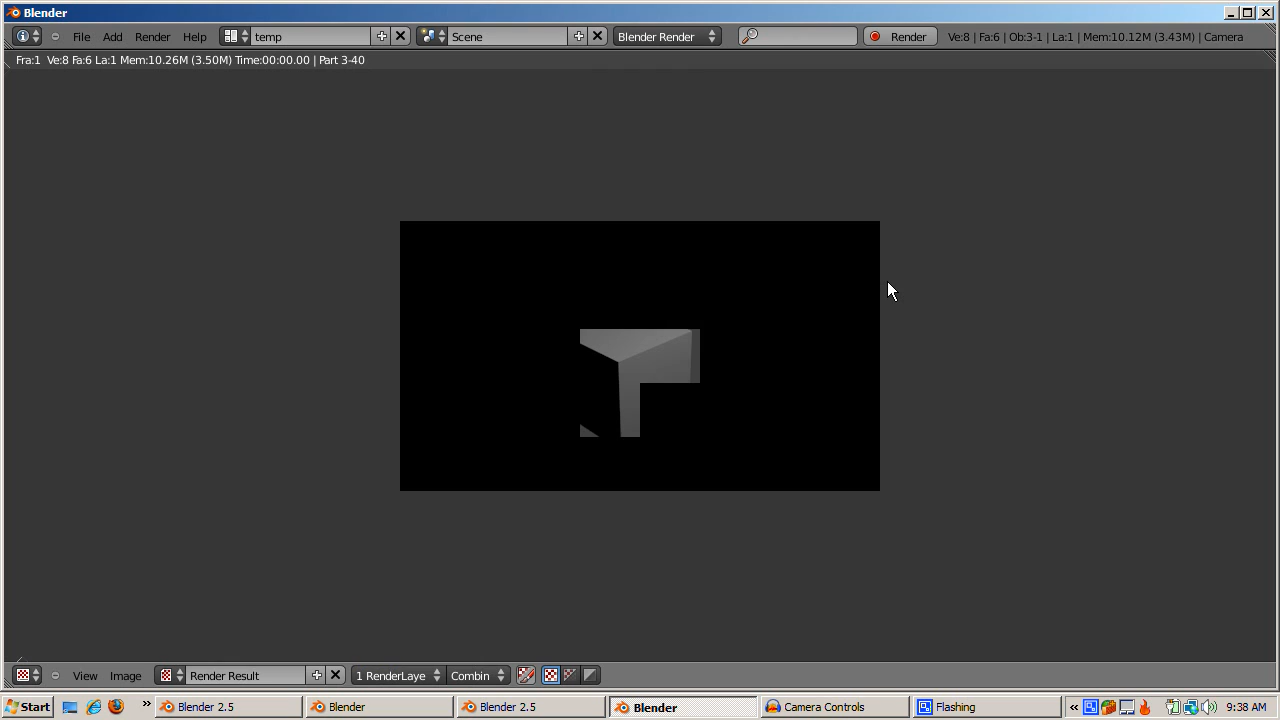 Blender
File Add Render Help temp Scene Blender Render Render Ve:8 | Fa:6 | Ob:3-1 | La:1 | Mem:10.12M (3.43M) | Camera
Fra:1 Ve:8 Fa:6 La:1 Mem:10.26M (3.50M) Time:00:00.00 | Part 3-40
View Image Render Result 1 RenderLaye Combin
Start » Blender 2.5 Blender Blender 2.5 Blender Camera Controls Flashing « 9:38 AM